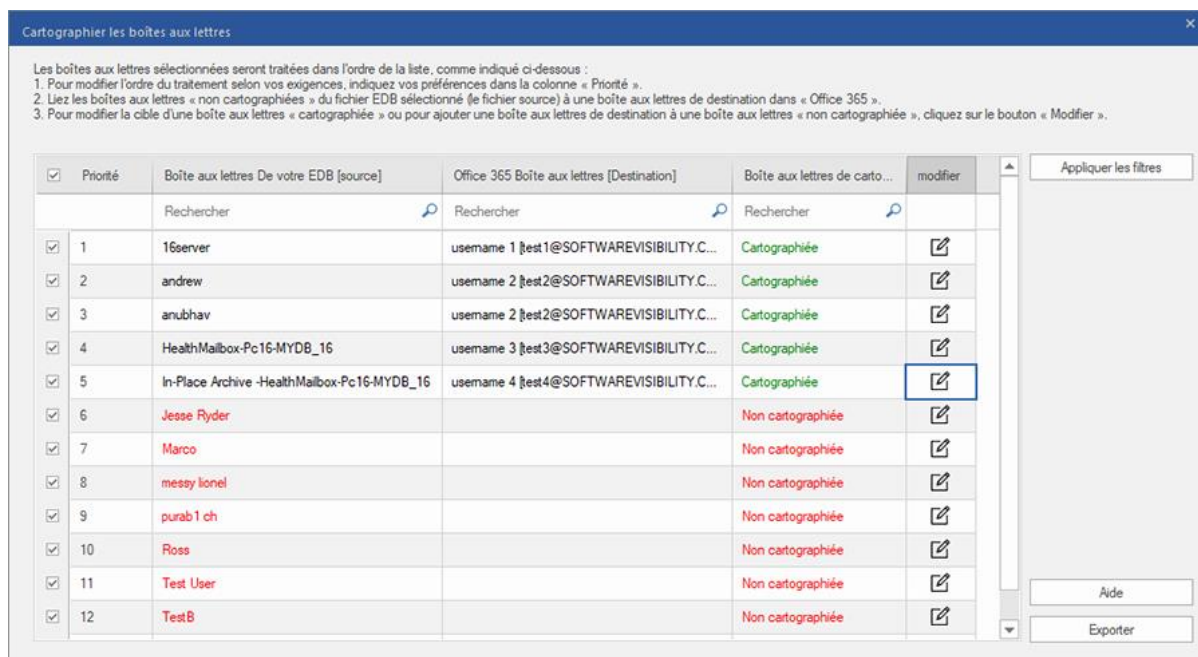 Cartographier les boîtes aux lettres
Les boîtes aux lettres sélectionnées seront traitées dans l'ordre de la liste, comme indiqué ci-dessous :
1. Pour modifier l'ordre du traitement selon vos exigences, indiquez vos préférences dans la colonne « Priorité ».
2. Liez les boîtes aux lettres « non cartographiées » du fichier EDB sélectionné (le fichier source) à une boîte aux lettres de destination dans « Office 365 ».
3. Pour modifier la cible d'une boîte aux lettres « cartographiée » ou pour ajouter une boîte aux lettres de destination à une boîte aux lettres « non cartographiée », cliquez sur le bouton « Modifier ».
Priorité Boîte aux lettres De votre EDB [source] Office 365 Boîte aux lettres [Destination] Boîte aux lettres de carto... modifier Appliquer les filtres
Rechercher Rechercher Rechercher
1 16server username 1 [test1@SOFTWAREVISIBILITY.C... Cartographiée
2 andrew username 2 [test2@SOFTWAREVISIBILITY.C... Cartographiée
3 anubhav username 2 [test2@SOFTWAREVISIBILITY.C... Cartographiée
4 HealthMailbox-Pc16-MYDB_16 username 3 [test3@SOFTWAREVISIBILITY.C... Cartographiée
5 In-Place Archive -HealthMailbox-Pc16-MYDB_16 username 4 [test4@SOFTWAREVISIBILITY.C... Cartographiée
6 Jesse Ryder Non cartographiée
7 Marco Non cartographiée
8 messy lionel Non cartographiée
9 purab1 ch Non cartographiée
10 Ross Non cartographiée
11 Test User Non cartographiée
12 TestB Non cartographiée
Aide
Exporter